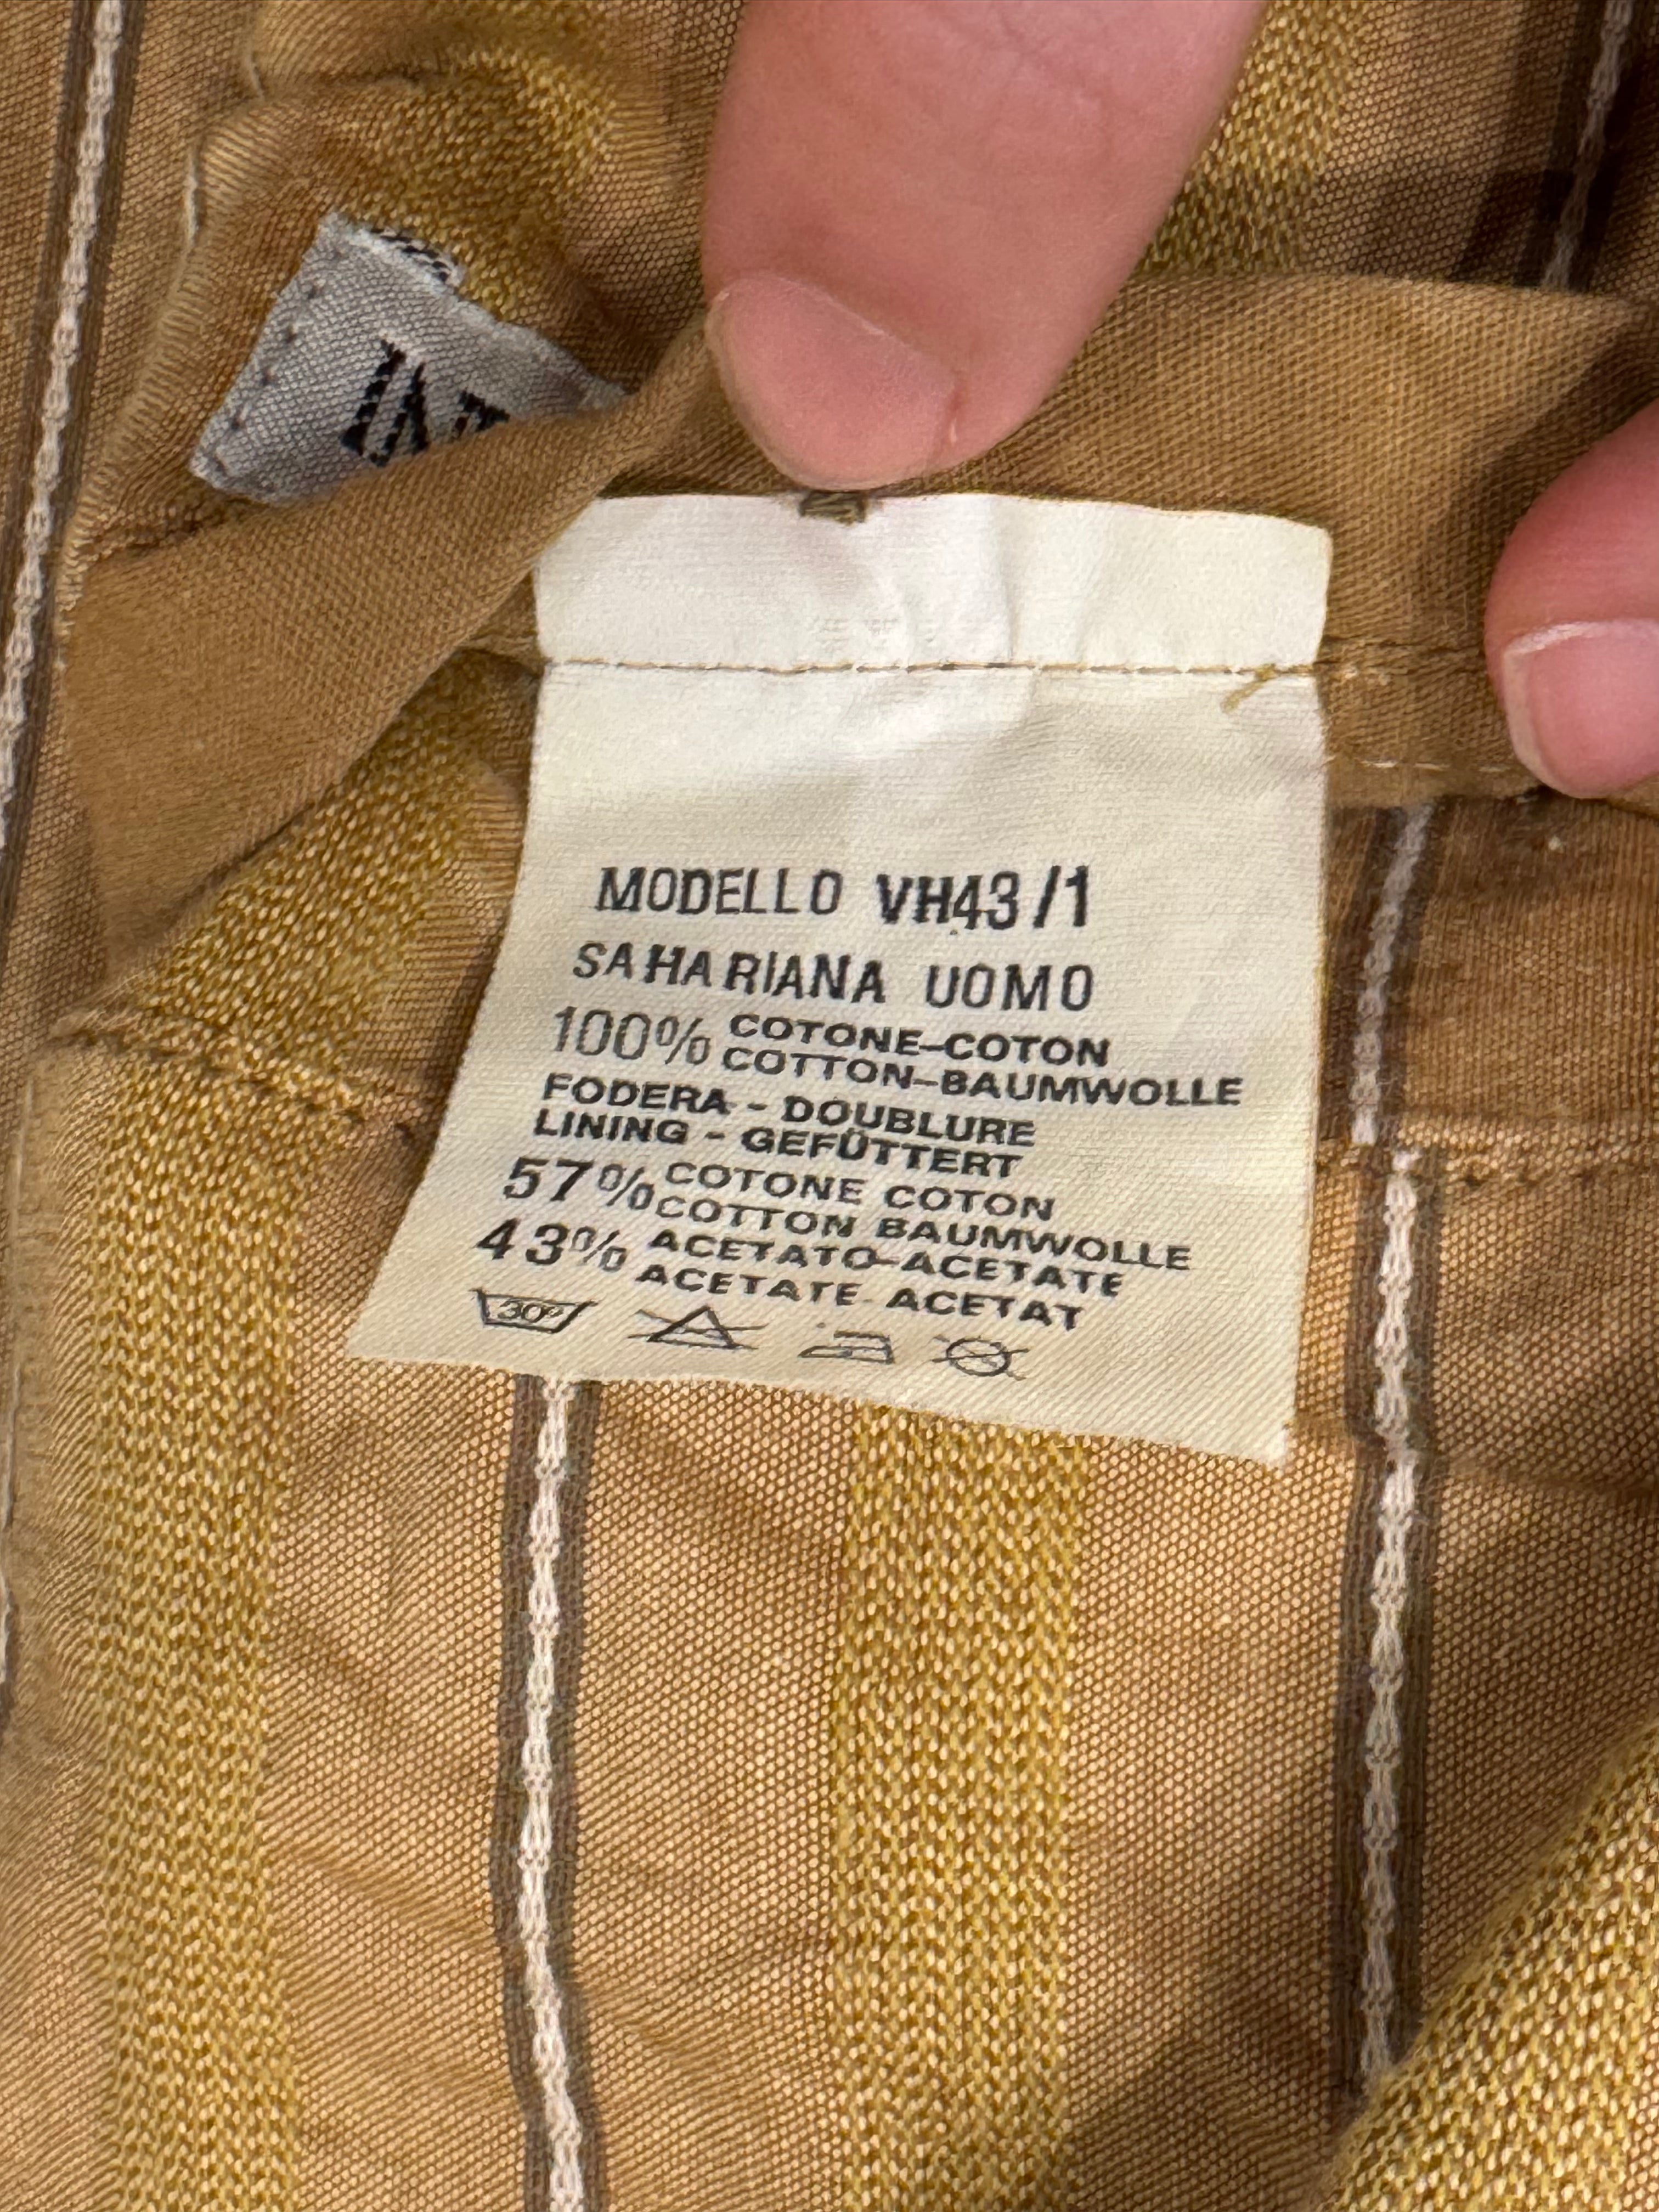 MODELLO VH43/1
SAHARIANA UOMO
100% COTONE-COTON
COTTON-BAUMWOLLE
FODERA - DOUBLURE
LINING - GEFÜTTERT
57% COTONE COTON
COTTON BAUMWOLLE
43% ACETATO-ACETATE
ACETATE-ACETAT
30°